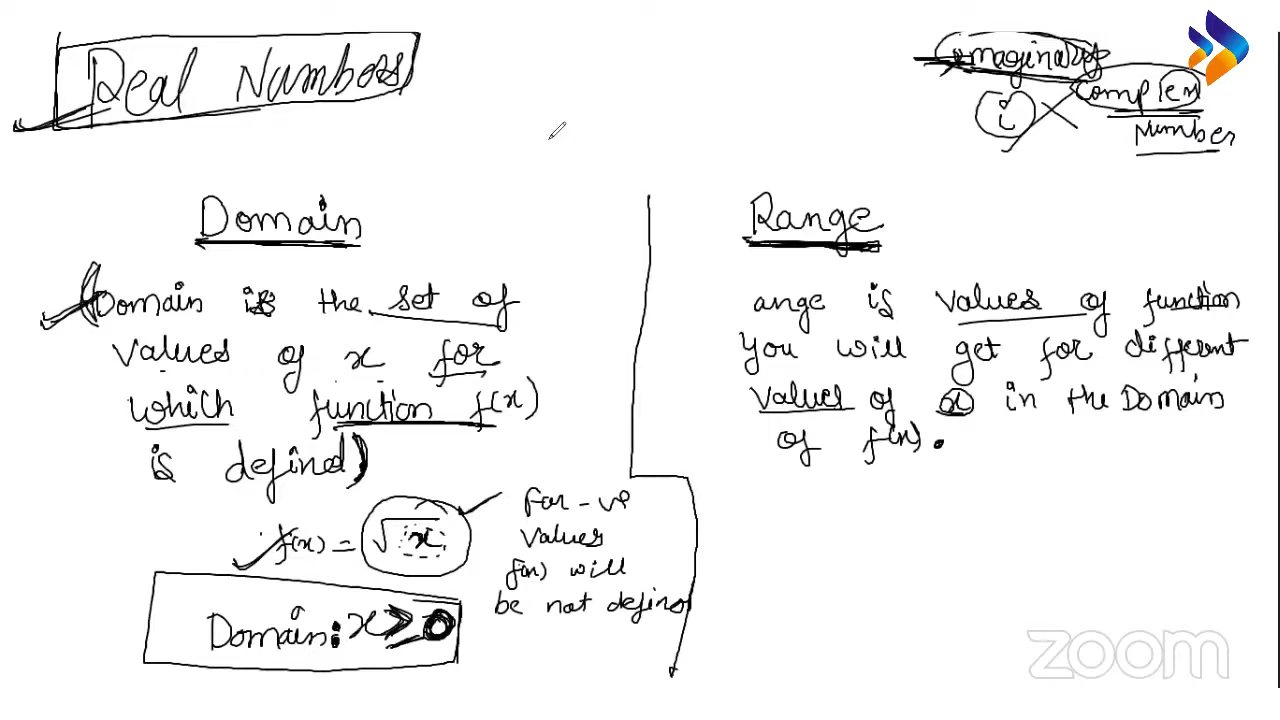 Real Numbers
imaginary
i
Complex
Number
Domain
Domain is the set of
values of x for
which function f(x)
is defined)
f(x) = √x
for -ve
values
f(x) will
be not define
Domain: x ≥ 0
Range
ange is values of function
You will get for different
values of x in the Domain
of f(x).
zoom